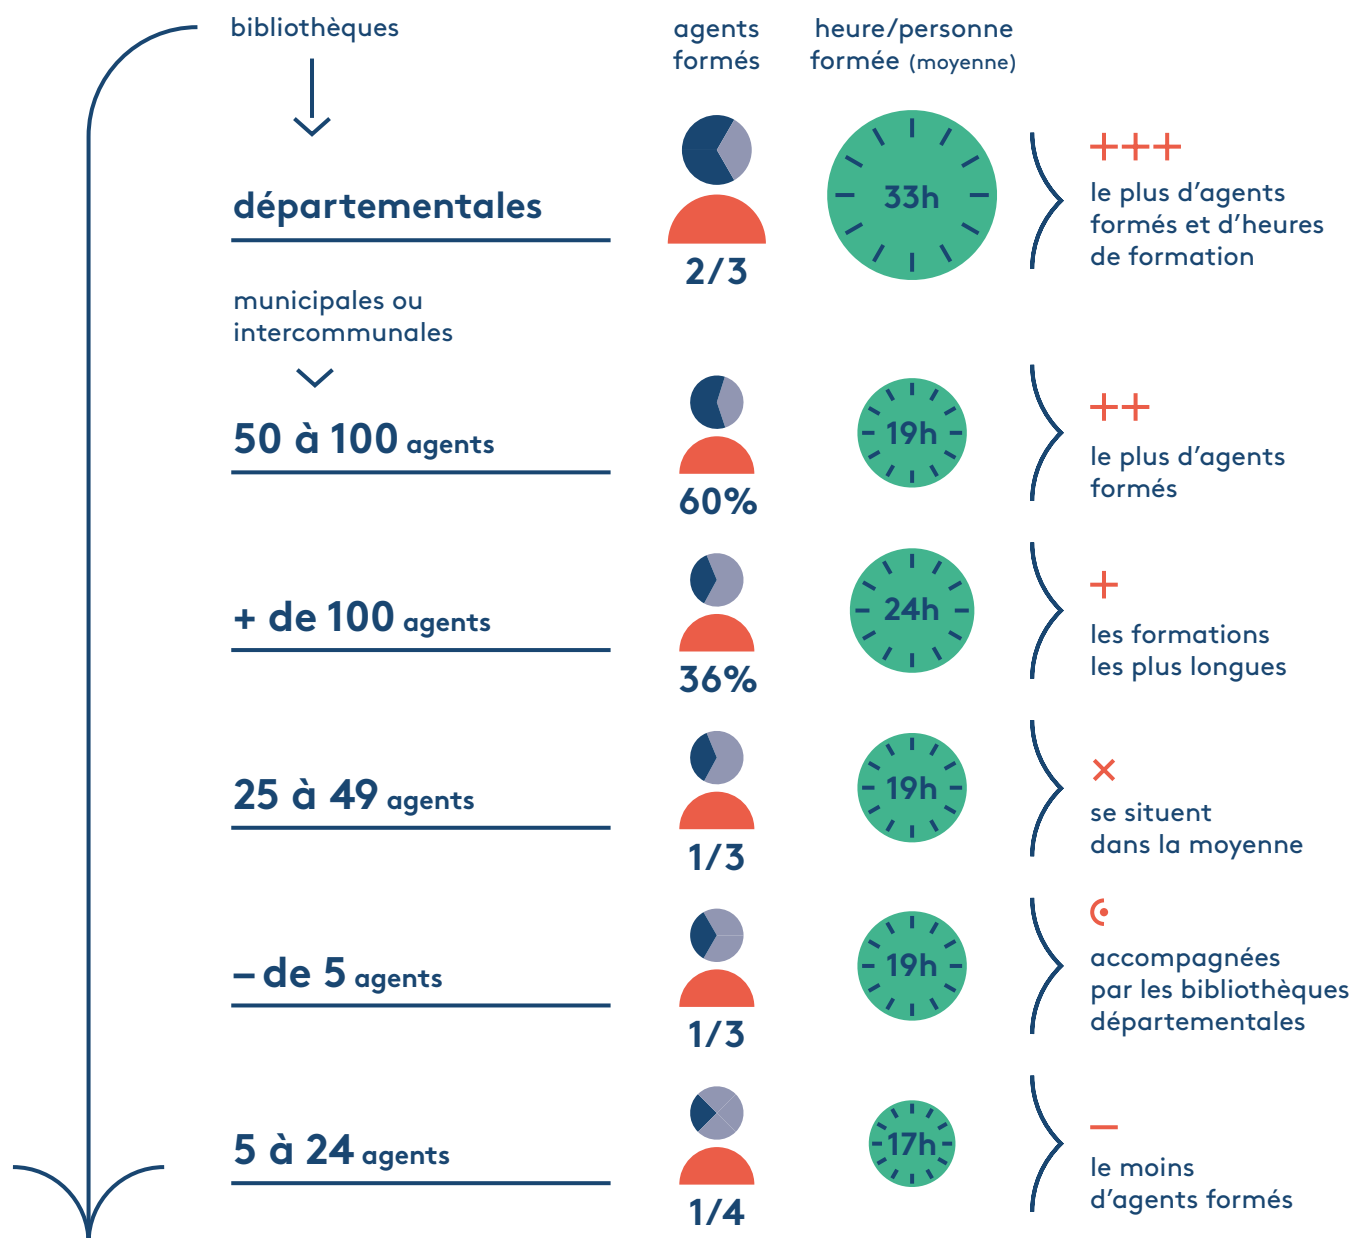 bibliothèques
agents
formés
heure/personne
formée (moyenne)
départementales
2/3
33h
+++
le plus d’agents
formés et d’heures
de formation
municipales ou
intercommunales
50 à 100 agents
60%
19h
++
le plus d’agents
formés
+ de 100 agents
36%
24h
+
les formations
les plus longues
25 à 49 agents
1/3
19h
×
se situent
dans la moyenne
– de 5 agents
1/3
19h
accompagnées
par les bibliothèques
départementales
5 à 24 agents
1/4
17h
–
le moins
d’agents formés